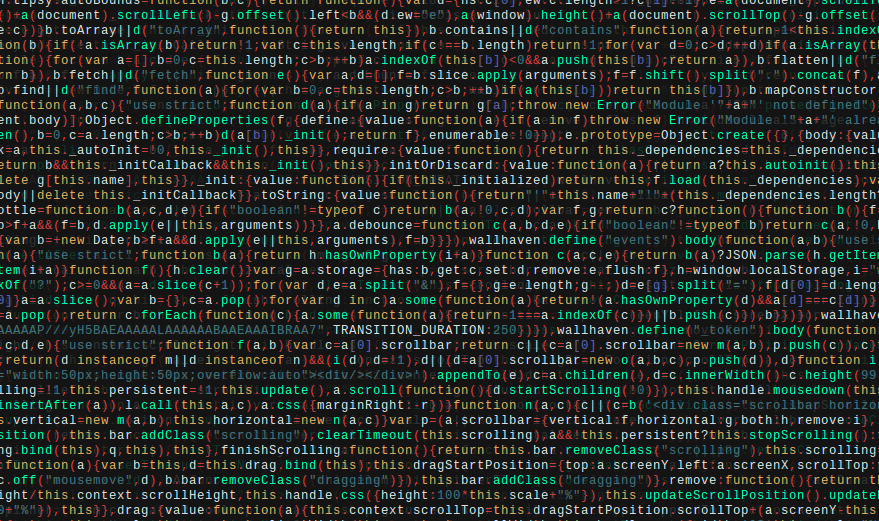 )+a(document).scrollLeft()-g.offset().left<b&&(d.ew="e"),a(window).height()+a(document).scrollTop()-g.offset(
e:c})}b.toArray||d("toArray",function(){return this}),b.contains||d("contains",function(a){return-1<this.indexO
ion(b){if(!a.isArray(b))return!1;var c=this.length;if(c!==b.length)return!1;for(var d=0;c>d;++d)if(a.isArray(th
tion(){for(var a=[],b=0,c=this.length;c>b;++b)a.indexOf(this[b])<0&&a.push(this[b]);return a}),b.flatten||d("f
b}),b.fetch||d("fetch",function(){var a,d=[],f=b.slice.apply(arguments);f=f.shift().split(".").concat(f),a
b.find||d("find",function(a){for(var b=0,c=this.length;c>b;++b)if(a(this[b]))return this[b]}),b.mapConstructor
function(a,b,c){"use strict";function d(a){if(a in g)return g[a];throw new Error("Module "+a+" not defined")
ent.body)];Object.defineProperties(f,{define:{value:function(a){if(a in f)throw new Error("Module "+a+" alrea
en(),b=0,c=a.length;c>b;++b)d(a[b])._init();return f},enumerable:!0}}),e.prototype=Object.create({},{body:{valu
x=a,this._autoInit=!0,this._init(),this}},require:{value:function(){return this._dependencies=this._dependenc
eturn b&&this._initCallback&&this._init(),this}},initOrDiscard:{value:function(a){return a?this.autoinit():this
lete g[this.name],this}},_init:{value:function(){if(this._initialized)return this;f.load(this._dependencies);va
ody||delete this._initCallback}},toString:{value:function(){return"["+this.name+"]"+(this._dependencies.length
ottle=function b(a,c,d,e){if("boolean"!=typeof c)return b(a,!0,c,d);var f,g;return c?function(){function b(){f=
b>f+a&&(f=b,d.apply(e||this,arguments))}},a.debounce=function c(a,b,d,e){if("boolean"!=typeof b)return c(a,!0,b
){var b=+new Date;b>f+a&&d.apply(e||this,arguments),f=b}}}),wallhaven.define("events").body(function(a,b){"use s
n(a){"use strict";function b(a){return h.hasOwnProperty(i+a)}function c(a,c,e){return b(a)?JSON.parse(h.getIte
tem(i+a)}function f(){h.clear()}var g=a.storage={has:b,get:c,set:d,remove:e,flush:f},h=window.localStorage,i="w
xOf("?");c>=0&&(a=a.slice(c+1));for(var d,e=a.split("&"),f={},g=e.length;g--;)d=e[g].split("="),f[d[0]]=d.leng
0]}a=a.slice();var b={},c=a.pop();for(var d in c)a.some(function(a){return!(a.hasOwnProperty(d)&&a[d]===c[d])}
=a.pop();return c.forEach(function(c){a.some(function(a){return-1===a.indexOf(c)})||b.push(c)}),b}})}),wallhave
AAAAAP///yH5BAEAAAAALAAAAAABAAEAAAIBRAA7",TRANSITION_DURATION:250}})}),wallhaven.define("_token").body(function
,c,d,e){"use strict";function f(a,b){var c=a[0].scrollbar;return c||(c=a[0].scrollbar=new m(a,b),p.push(c)),c}
;return(d instanceof m||d instanceof n)&&(i(d),d=!1),d||(d=a[0].scrollbar=new o(a,b,c),p.push(d)),d}function i
="width:50px;height:50px;overflow:auto"><div/></div>').appendTo(e),c=a.children(),d=c.innerWidth()-c.height(99
lling=!1,this.persistent=!1,this.update(),a.scroll(function(){d.startScrolling(!0)}),this.handle.mousedown(this
insertAfter(a)),l.call(this,a,c),a.css({marginRight:-r})}function n(a,c){c||(c=b('<div class="scrollbar horizon
s.vertical=new m(a,b),this.horizontal=new n(a,c)}var p=(a.scrollbar={vertical:f,horizontal:g,both:h,remove:i},
sition(),this.bar.addClass("scrolling"),clearTimeout(this.scrolling),a&&!this.persistent?this.stopScrolling():t
ng.bind(this),q,this),this}},finishScrolling:function(){return this.bar.removeClass("scrolling"),this.scrolling=
:function(a){var b=this,d=this.drag.bind(this);this.dragStartPosition={top:a.screenY,left:a.screenX,scrollTop:t
c.off("mousemove",d),b.bar.removeClass("dragging")}),this.bar.addClass("dragging")},remove:function(){return th
ight/this.context.scrollHeight,this.handle.css({height:100*this.scale+"%"}),this.updateScrollPosition().updateH
0+"%"}),this}},drag:{value:function(a){this.context.scrollTop=this.dragStartPosition.scrollTop+(a.screenY-this